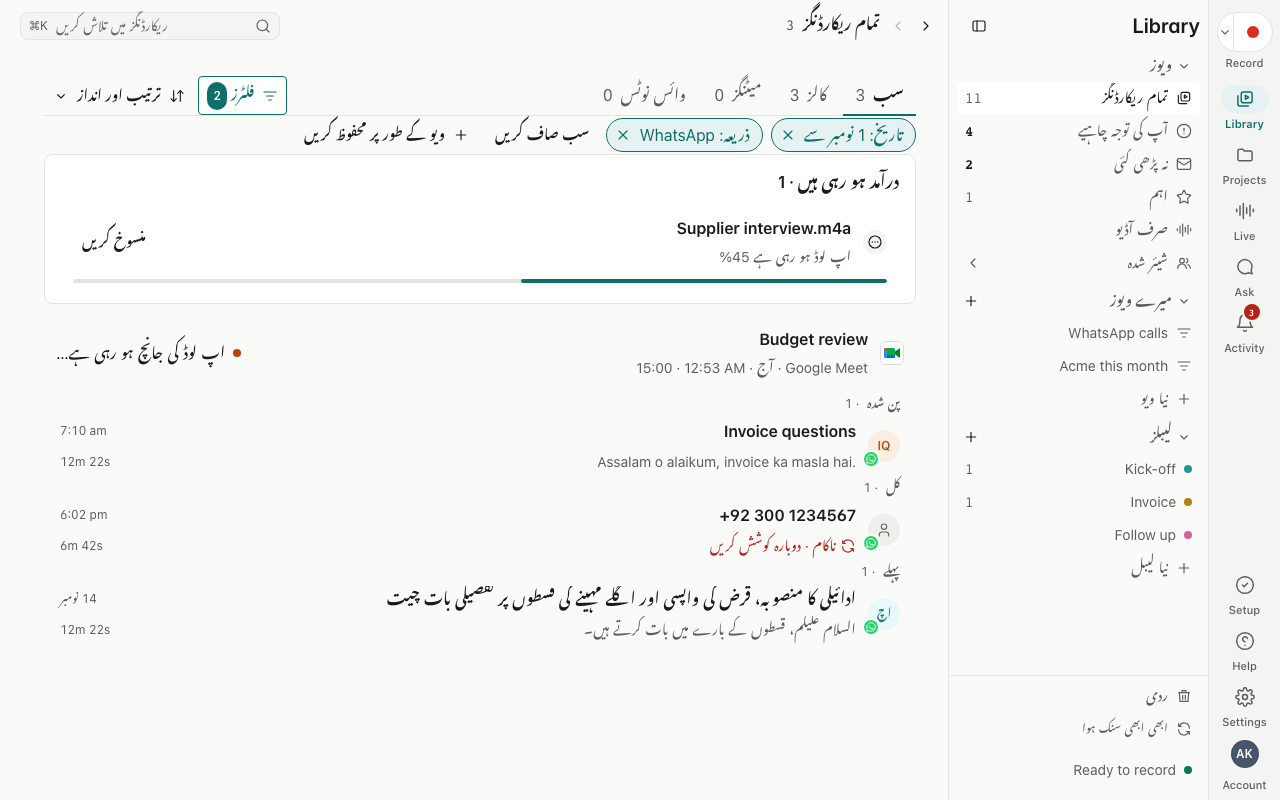 Record
Library
Projects
Live
Ask
3
Activity
Setup
Help
Settings
AK
Account
Library
ویوز
تمام ریکارڈنگز 11
آپ کی توجہ چاہیے 4
نہ پڑھی گئی 2
اہم 1
صرف آڈیو
شیئر شدہ
میرے ویوز
WhatsApp calls
Acme this month
نیا ویو
لیبلز
Kick-off 1
Invoice 1
Follow up
نیا لیبل
ردی
ابھی ابھی سنک ہوا
Ready to record
تمام ریکارڈنگز 3
ریکارڈنگز میں تلاش کریں ⌘K
سب 3 کالز 3 میٹنگز 0 وائس نوٹس 0
فلٹرز 2
ترتیب اور انداز
تاریخ: 1 نومبر سے
ذریعہ: WhatsApp
سب صاف کریں
ویو کے طور پر محفوظ کریں
درآمد ہو رہی ہیں · 1
Supplier interview.m4a
اپ لوڈ ہو رہی ہے 45%
منسوخ کریں
Budget review
Google Meet · آج · 12:53 AM · 15:00
اپ لوڈ کی جانچ ہو رہی ہے...
پن شدہ · 1
IQ
Invoice questions
7:10 am
Assalam o alaikum, invoice ka masla hai.
12m 22s
کل · 1
+92 300 1234567
6:02 pm
ناکام · دوبارہ کوشش کریں
6m 42s
پہلے · 1
اچ
ادائیلی کا منصوبہ، قرض کی واپسی اور اگلے مہینے کی قسطوں پر تفصیلی بات چیت
14 نومبر
السلام علیلم، قسطوں کے بارے میں بات کرتے ہیں۔
12m 22s